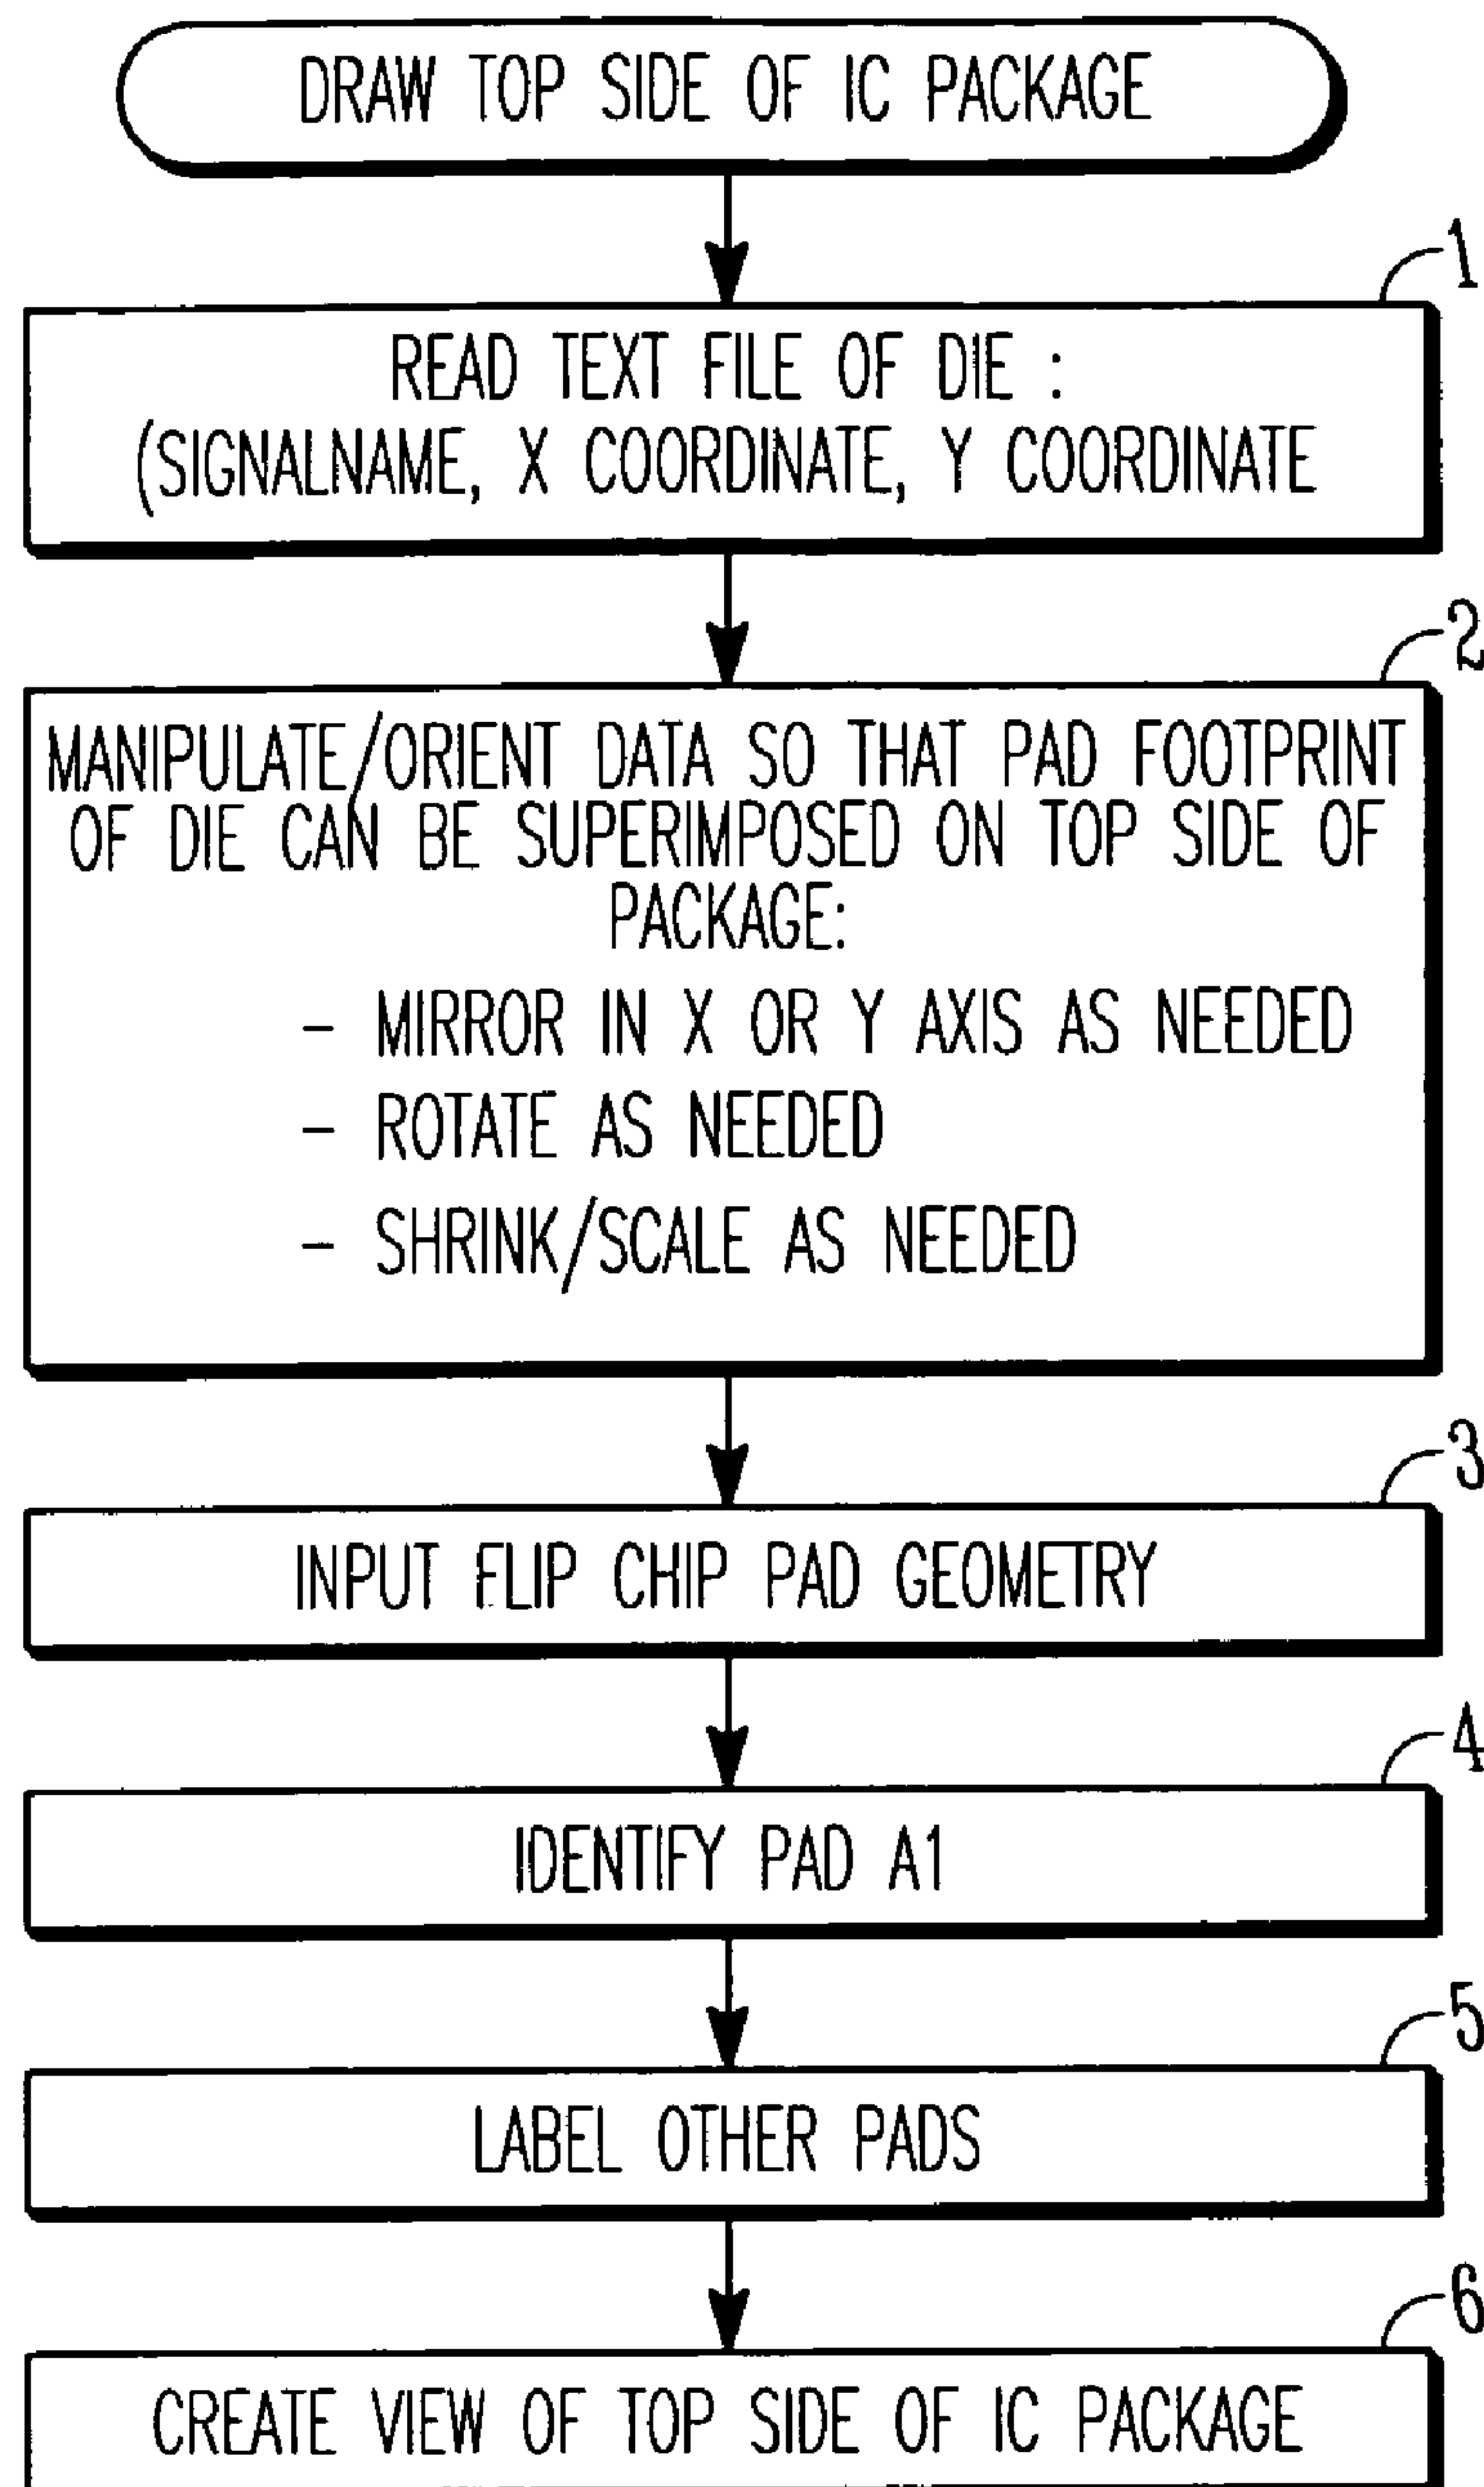 DRAW TOP SIDE OF IC PACKAGE
1
READ TEXT FILE OF DIE :
(SIGNALNAME, X COORDINATE, Y COORDINATE
2
MANIPULATE/ORIENT DATA SO THAT PAD FOOTPRINT
OF DIE CAN BE SUPERIMPOSED ON TOP SIDE OF
PACKAGE:
- MIRROR IN X OR Y AXIS AS NEEDED
- ROTATE AS NEEDED
- SHRINK/SCALE AS NEEDED
3
INPUT FLIP CHIP PAD GEOMETRY
4
IDENTIFY PAD A1
5
LABEL OTHER PADS
6
CREATE VIEW OF TOP SIDE OF IC PACKAGE